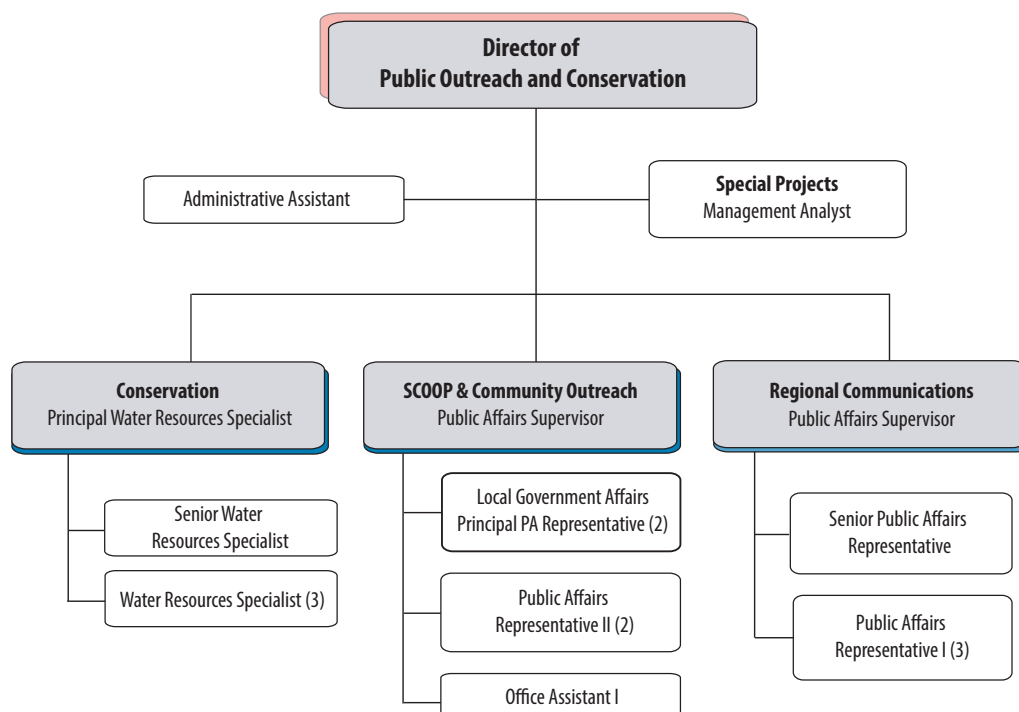 Director of
Public Outreach and Conservation
Administrative Assistant
Special Projects
Management Analyst
Conservation
Principal Water Resources Specialist
Senior Water
Resources Specialist
Water Resources Specialist (3)
SCOOP & Community Outreach
Public Affairs Supervisor
Local Government Affairs
Principal PA Representative (2)
Public Affairs
Representative II (2)
Office Assistant I
Regional Communications
Public Affairs Supervisor
Senior Public Affairs
Representative
Public Affairs
Representative I (3)